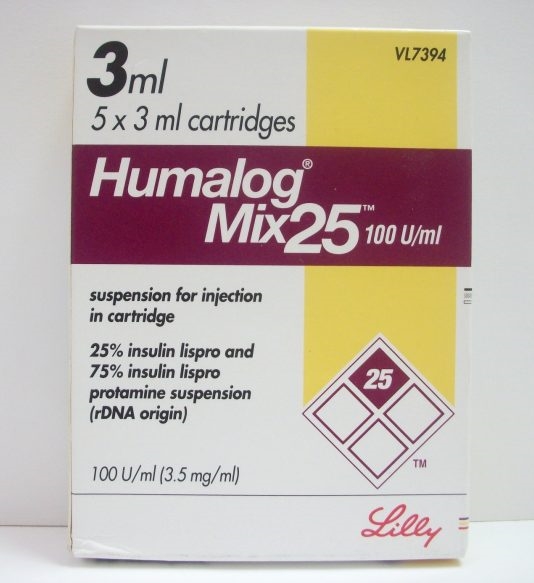 3ml
VL7394
5 x 3 ml cartridges
Humalog®
Mix25™ 100 U/ml
suspension for injection
in cartridge
25% insulin lispro and
75% insulin lispro
protamine suspension
(rDNA origin)
25
TM
100 U/ml (3.5 mg/ml)
Lilly